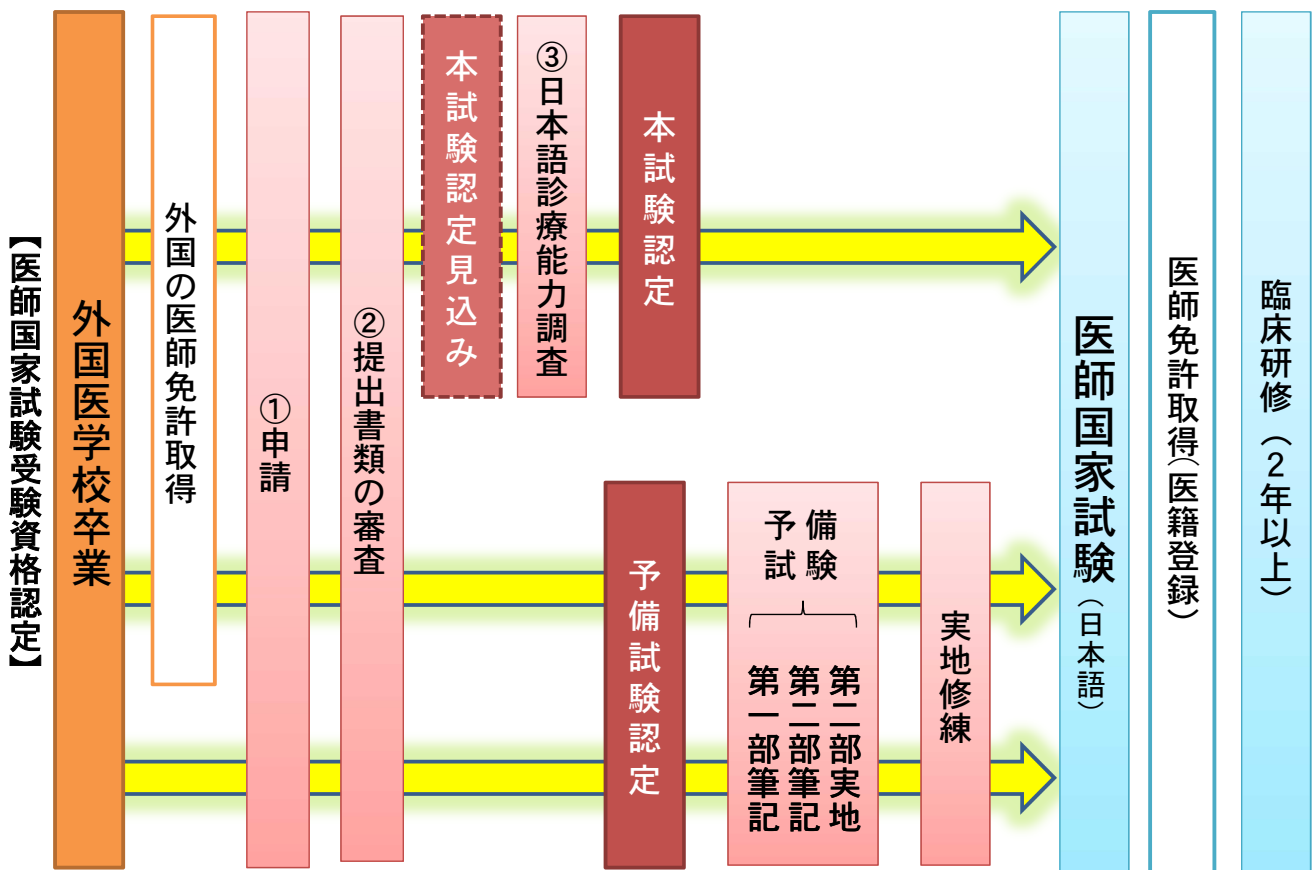 【医師国家試験受験資格認定】
外国医学校卒業
外国の医師免許取得
①申請
②提出書類の審査
本試験認定見込み
③日本語診療能力調査
本試験認定
予備試験認定
予備
試験
第一部筆記
第二部筆記
第二部実地
実地修練
医師国家試験（日本語）
医師免許取得（医籍登録）
臨床研修（２年以上）